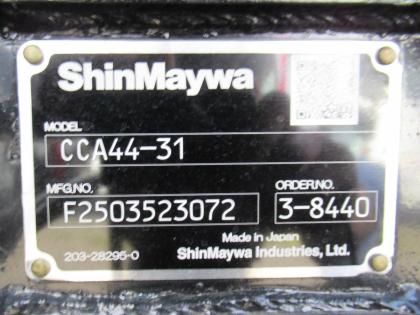 ShinMaywa
MODEL
CCA44-31
MFG.NO. ORDER.NO.
F2503523072 3-8440
Made in Japan
203-28295-0 ShinMaywa Industries, Ltd.